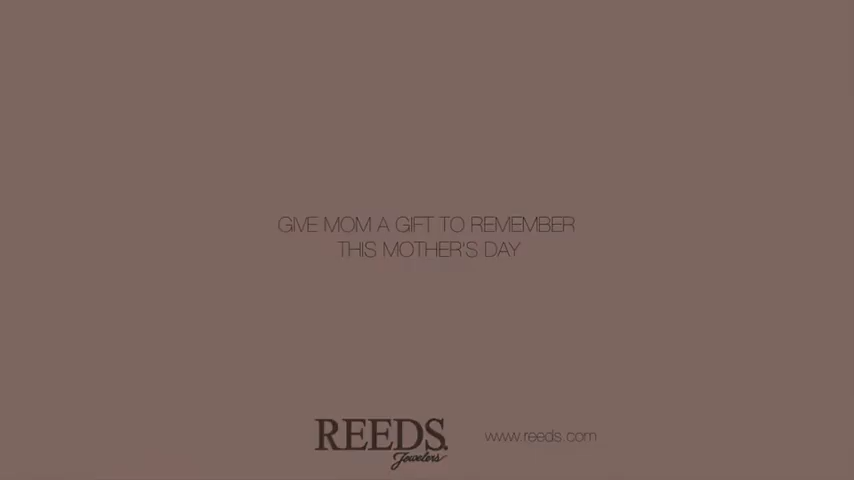 GIVE MOM A GIFT TO REMEMBER
THIS MOTHER'S DAY
REEDS
Jewelers
www.reeds.com